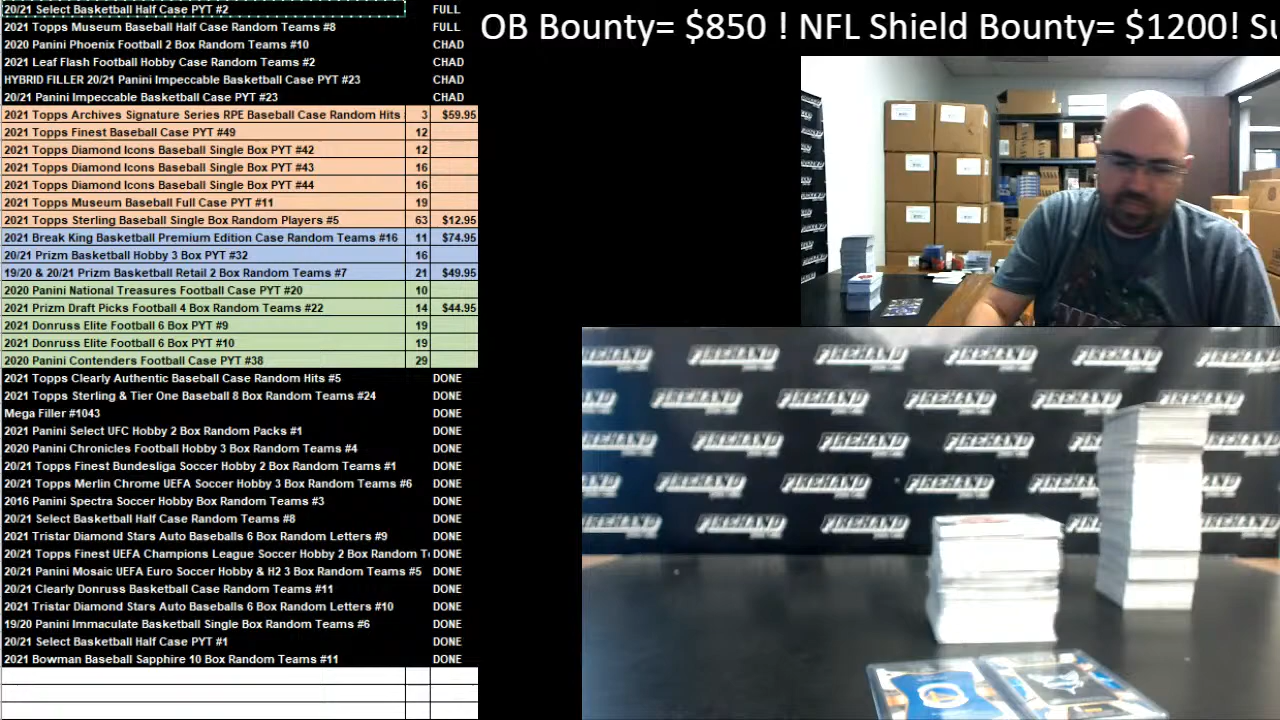 20/21 Select Basketball Half Case PYT #2 FULL
2021 Topps Museum Baseball Half Case Random Teams #8 FULL
2020 Panini Phoenix Football 2 Box Random Teams #10 CHAD
2021 Leaf Flash Football Hobby Case Random Teams #2 CHAD
HYBRID FILLER 20/21 Panini Impeccable Basketball Case PYT #23 CHAD
20/21 Panini Impeccable Basketball Case PYT #23 CHAD
2021 Topps Archives Signature Series RPE Baseball Case Random Hits 3 $59.95
2021 Topps Finest Baseball Case PYT #49 12
2021 Topps Diamond Icons Baseball Single Box PYT #42 12
2021 Topps Diamond Icons Baseball Single Box PYT #43 16
2021 Topps Diamond Icons Baseball Single Box PYT #44 16
2021 Topps Museum Baseball Full Case PYT #11 19
2021 Topps Sterling Baseball Single Box Random Players #5 63 $12.95
2021 Break King Basketball Premium Edition Case Random Teams #16 11 $74.95
20/21 Prizm Basketball Hobby 3 Box PYT #32 16
19/20 & 20/21 Prizm Basketball Retail 2 Box Random Teams #7 21 $49.95
2020 Panini National Treasures Football Case PYT #20 10
2021 Prizm Draft Picks Football 4 Box Random Teams #22 14 $44.95
2021 Donruss Elite Football 6 Box PYT #9 19
2021 Donruss Elite Football 6 Box PYT #10 19
2020 Panini Contenders Football Case PYT #38 29
2021 Topps Clearly Authentic Baseball Case Random Hits #5 DONE
2021 Topps Sterling & Tier One Baseball 8 Box Random Teams #24 DONE
Mega Filler #1043 DONE
2021 Panini Select UFC Hobby 2 Box Random Packs #1 DONE
2020 Panini Chronicles Football Hobby 3 Box Random Teams #4 DONE
20/21 Topps Finest Bundesliga Soccer Hobby 2 Box Random Teams #1 DONE
20/21 Topps Merlin Chrome UEFA Soccer Hobby 3 Box Random Teams #6 DONE
2016 Panini Spectra Soccer Hobby Box Random Teams #3 DONE
20/21 Select Basketball Half Case Random Teams #8 DONE
2021 Tristar Diamond Stars Auto Baseballs 6 Box Random Letters #9 DONE
20/21 Topps Finest UEFA Champions League Soccer Hobby 2 Box Random T DONE
20/21 Panini Mosaic UEFA Euro Soccer Hobby & H2 3 Box Random Teams #5 DONE
20/21 Clearly Donruss Basketball Case Random Teams #11 DONE
2021 Tristar Diamond Stars Auto Baseballs 6 Box Random Letters #10 DONE
19/20 Panini Immaculate Basketball Single Box Random Teams #6 DONE
20/21 Select Basketball Half Case PYT #1 DONE
2021 Bowman Baseball Sapphire 10 Box Random Teams #11 DONE
OB Bounty= $850 ! NFL Shield Bounty= $1200! Su
FIREHAND FIREHAND FIREHAND FIREHAND FIREHAND
FIREHAND FIREHAND FIREHAND FIREHAND
FIREHAND FIREHAND FIREHAND FIREHAND
FIREHAND FIREHAND FIREHAND
FIREHAND FIREHAND FIREHAND